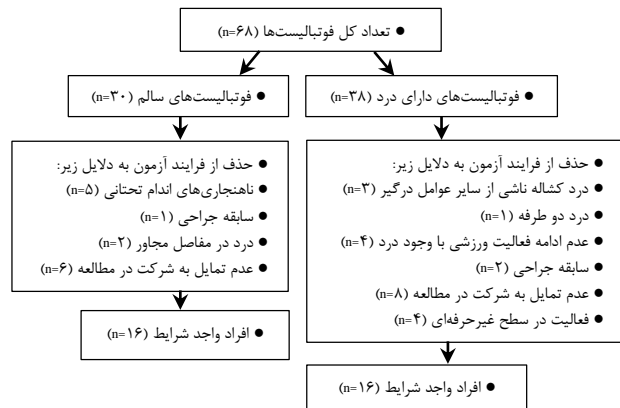 ● تعداد کل فوتبالیست‌ها (n=۶۸)
● فوتبالیست‌های دارای درد (n=۳۸)
● حذف از فرایند آزمون به دلایل زیر:
● درد کشاله ناشی از سایر عوامل درگیر (n=۳)
● درد دو طرفه (n=۱)
● عدم ادامه فعالیت ورزشی با وجود درد (n=۴)
● سابقه جراحی (n=۲)
● عدم تمایل به شرکت در مطالعه (n=۸)
● فعالیت در سطح غیرحرفه‌ای (n=۴)
● افراد واجد شرایط (n=۱۶)
● فوتبالیست‌های سالم (n=۳۰)
● حذف از فرایند آزمون به دلایل زیر:
● ناهنجاری‌های اندام تحتانی (n=۵)
● سابقه جراحی (n=۱)
● درد در مفاصل مجاور (n=۲)
● عدم تمایل به شرکت در مطالعه (n=۶)
● افراد واجد شرایط (n=۱۶)